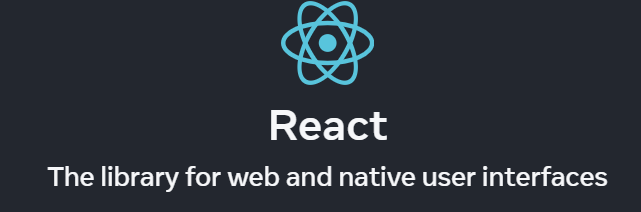 React
The library for web and native user interfaces